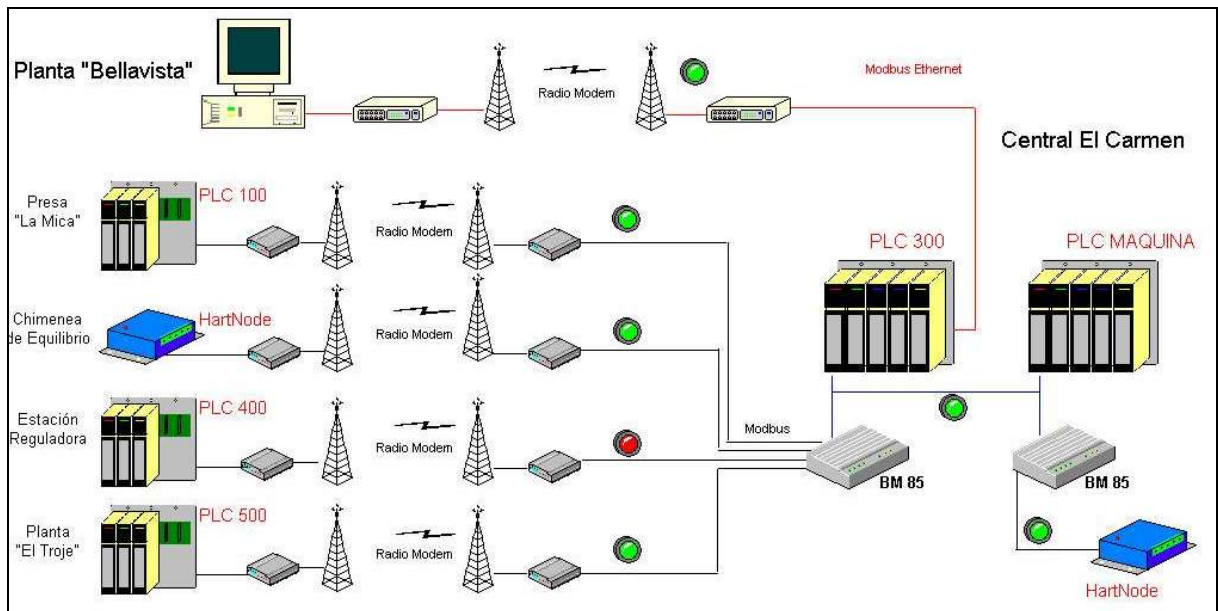 Planta "Bellavista"
Radio Modem
Modbus Ethernet
Central El Carmen
Presa
"La Mica"
PLC 100
Radio Modem
PLC 300
PLC MAQUINA
Chimenea
de Equilibrio
HartNode
Radio Modem
Estación
Reguladora
PLC 400
Radio Modem
Modbus
BM 85
BM 85
Planta
"El Troje"
PLC 500
Radio Modem
HartNode